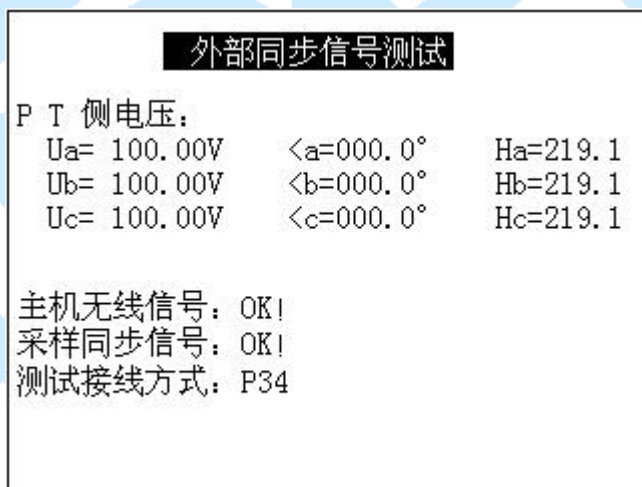 外部同步信号测试
P T 侧电压：
Ua= 100.00V <a=000.0° Ha=219.1
Ub= 100.00V <b=000.0° Hb=219.1
Uc= 100.00V <c=000.0° Hc=219.1
主机无线信号：OK!
采样同步信号：OK!
测试接线方式：P34